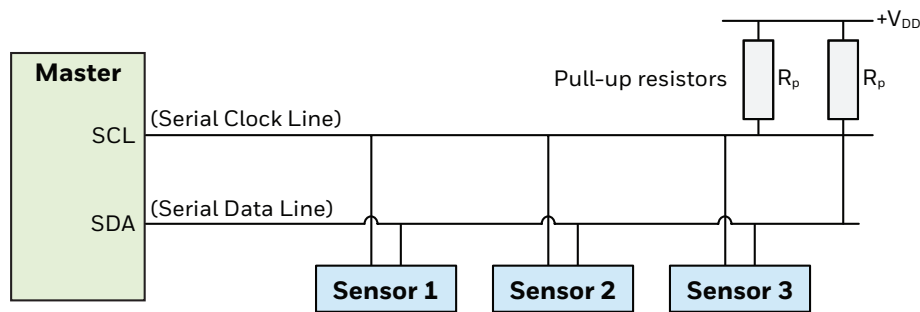 +VDD
Master
Pull-up resistors
Rp
Rp
(Serial Clock Line)
SCL
(Serial Data Line)
SDA
Sensor 1
Sensor 2
Sensor 3